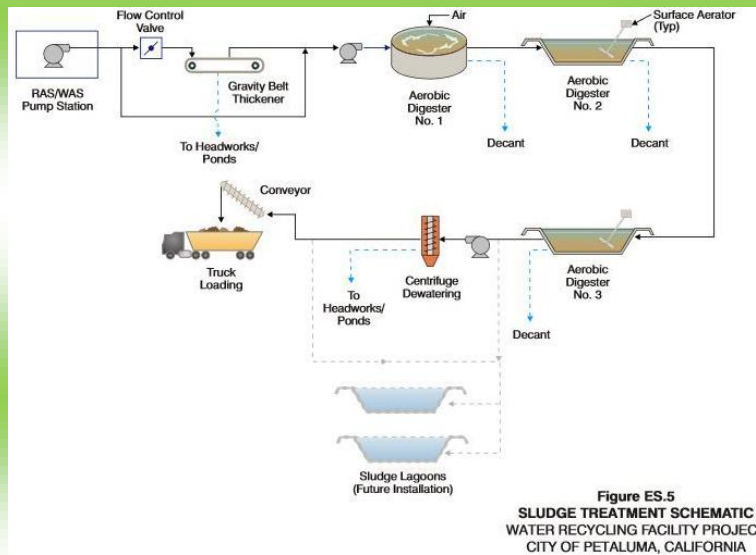 Flow Control
Valve
RAS/WAS
Pump Station
Gravity Belt
Thickener
To Headworks/
Ponds
Air
Aerobic
Digester
No. 1
Decant
Surface Aerator
(Typ)
Aerobic
Digester
No. 2
Decant
Conveyor
Truck
Loading
To
Headworks/
Ponds
Centrifuge
Dewatering
Aerobic
Digester
No. 3
Decant
Sludge Lagoons
(Future Installation)
Figure ES.5
SLUDGE TREATMENT SCHEMATIC
WATER RECYCLING FACILITY PROJEC
CITY OF PETALUMA, CALIFORNIA